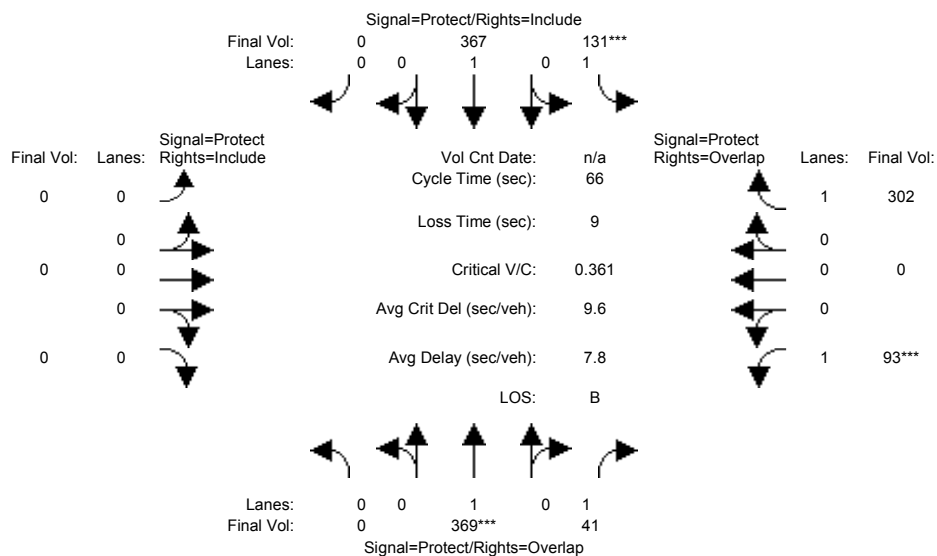 Signal=Protect/Rights=Include
Final Vol: 0 367 131***
Lanes: 0 0 1 0 1
Signal=Protect
Final Vol: Lanes: Rights=Include
Vol Cnt Date: n/a
Signal=Protect
Rights=Overlap Lanes: Final Vol:
Cycle Time (sec): 66
0 0
1 302
Loss Time (sec): 9
0
0
0 0
Critical V/C: 0.361
0 0
0
Avg Crit Del (sec/veh): 9.6
0
0 0
Avg Delay (sec/veh): 7.8
1 93***
LOS: B
Lanes: 0 0 1 0 1
Final Vol: 0 369*** 41
Signal=Protect/Rights=Overlap